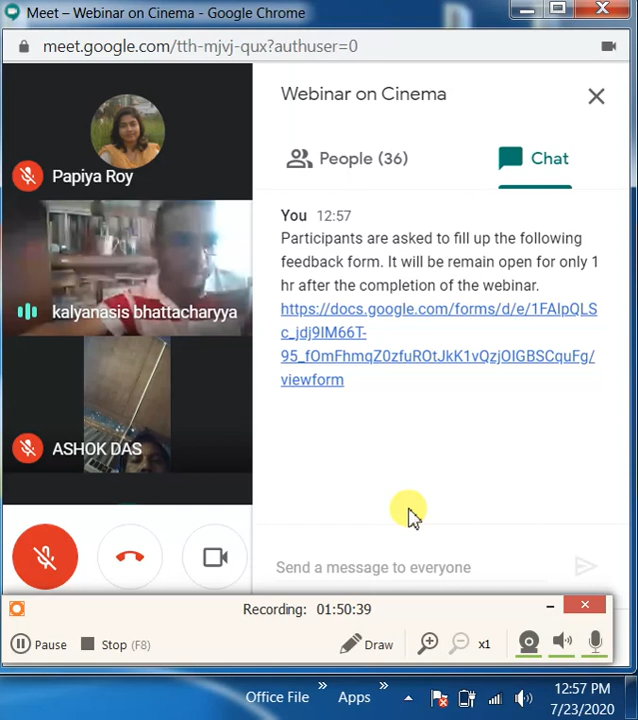 Meet – Webinar on Cinema - Google Chrome
meet.google.com/tth-mjvj-qux?authuser=0
Webinar on Cinema
People (36)
Chat
Papiya Roy
kalyanasis bhattacharyya
ASHOK DAS
You 12:57
Participants are asked to fill up the following
feedback form. It will be remain open for only 1
hr after the completion of the webinar.
https://docs.google.com/forms/d/e/1FAIpQLS
c_jdj9IM66T-
95_fOmFhmqZ0zfuROtJkK1vQzjOIGBSCquFg/
viewform
Send a message to everyone
Recording: 01:50:39
Pause
Stop (F8)
Draw
x1
Office File
Apps
12:57 PM
7/23/2020